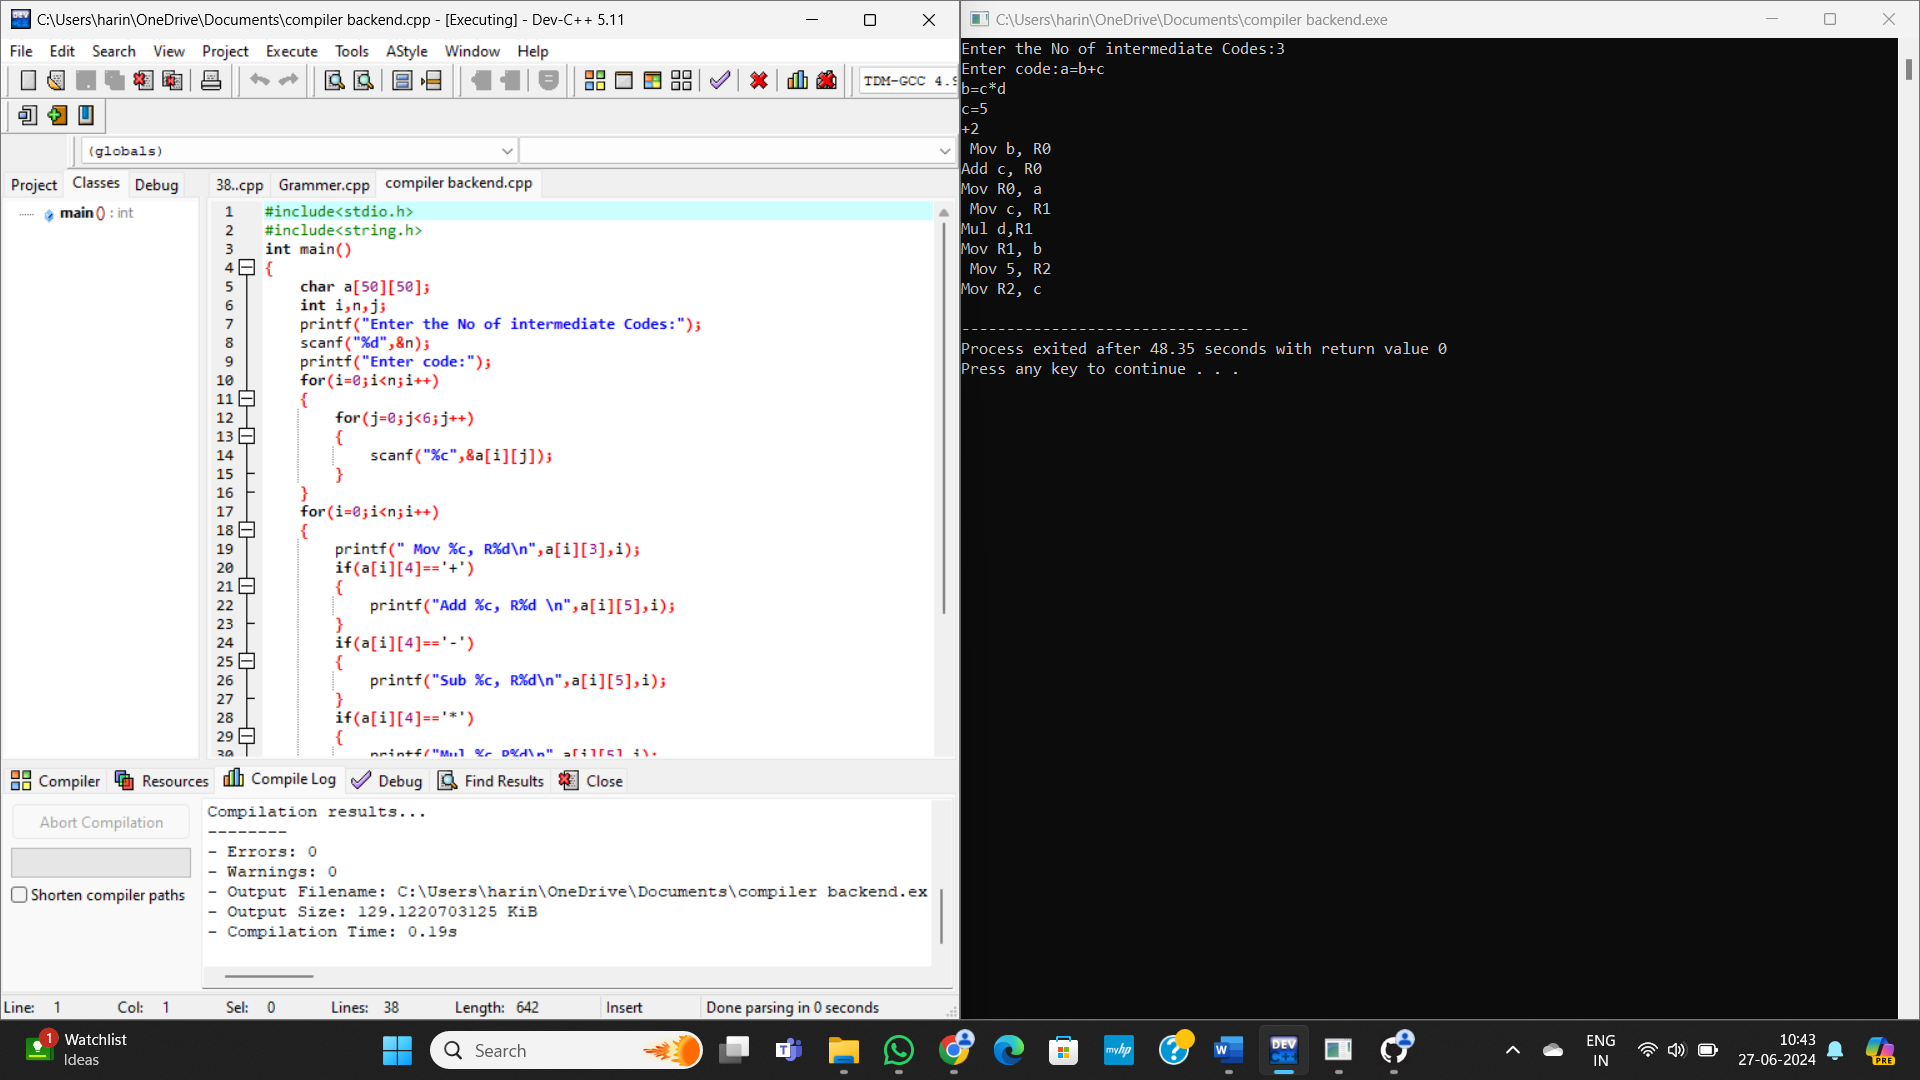 C:\Users\harin\OneDrive\Documents\compiler backend.cpp - [Executing] - Dev-C++ 5.11
File Edit Search View Project Execute Tools AStyle Window Help
TDM-GCC 4.9
(globals)
Project Classes Debug
main () : int
38..cpp Grammer.cpp compiler backend.cpp
1 #include<stdio.h>
2 #include<string.h>
3 int main()
4 {
5 char a[50][50];
6 int i,n,j;
7 printf("Enter the No of intermediate Codes:");
8 scanf("%d",&n);
9 printf("Enter code:");
10 for(i=0;i<n;i++)
11 {
12 for(j=0;j<6;j++)
13 {
14 scanf("%c",&a[i][j]);
15 }
16 }
17 for(i=0;i<n;i++)
18 {
19 printf(" Mov %c, R%d\n",a[i][3],i);
20 if(a[i][4]=='+')
21 {
22 printf("Add %c, R%d \n",a[i][5],i);
23 }
24 if(a[i][4]=='-')
25 {
26 printf("Sub %c, R%d\n",a[i][5],i);
27 }
28 if(a[i][4]=='*')
29 {
30 printf("Mul %c,R%d\n",a[i][5],i);
Compiler Resources Compile Log Debug Find Results Close
Abort Compilation
Shorten compiler paths
Compilation results...
--------
- Errors: 0
- Warnings: 0
- Output Filename: C:\Users\harin\OneDrive\Documents\compiler backend.ex
- Output Size: 129.1220703125 KiB
- Compilation Time: 0.19s
Line: 1 Col: 1 Sel: 0 Lines: 38 Length: 642 Insert Done parsing in 0 seconds
C:\Users\harin\OneDrive\Documents\compiler backend.exe
Enter the No of intermediate Codes:3
Enter code:a=b+c
b=c*d
c=5
+2
 Mov b, R0
Add c, R0
Mov R0, a
 Mov c, R1
Mul d,R1
Mov R1, b
 Mov 5, R2
Mov R2, c
--------------------------------
Process exited after 48.35 seconds with return value 0
Press any key to continue . . .
1 Watchlist
Ideas
Search
myhp
DEV C++
ENG
IN
10:43
27-06-2024
PRE